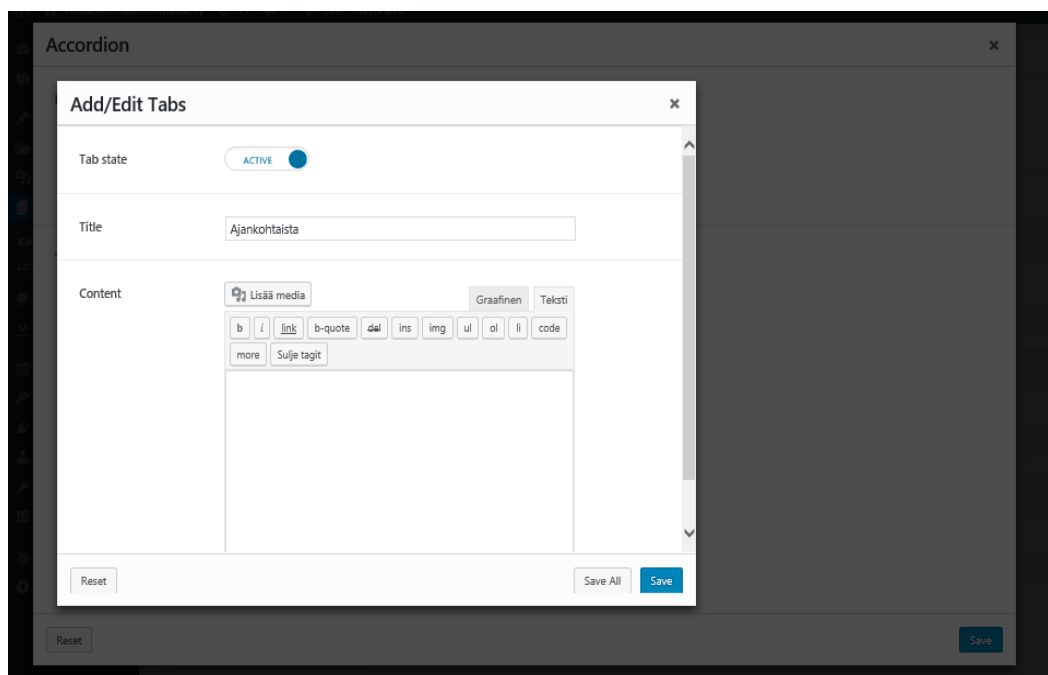 Accordion
Add/Edit Tabs
Tab state
ACTIVE
Title
Ajankohtaista
Content
Lisää media
Graafinen Teksti
b i link b-quote del ins img ul ol li code
more Sulje tagit
Reset Save All Save
Reset Save